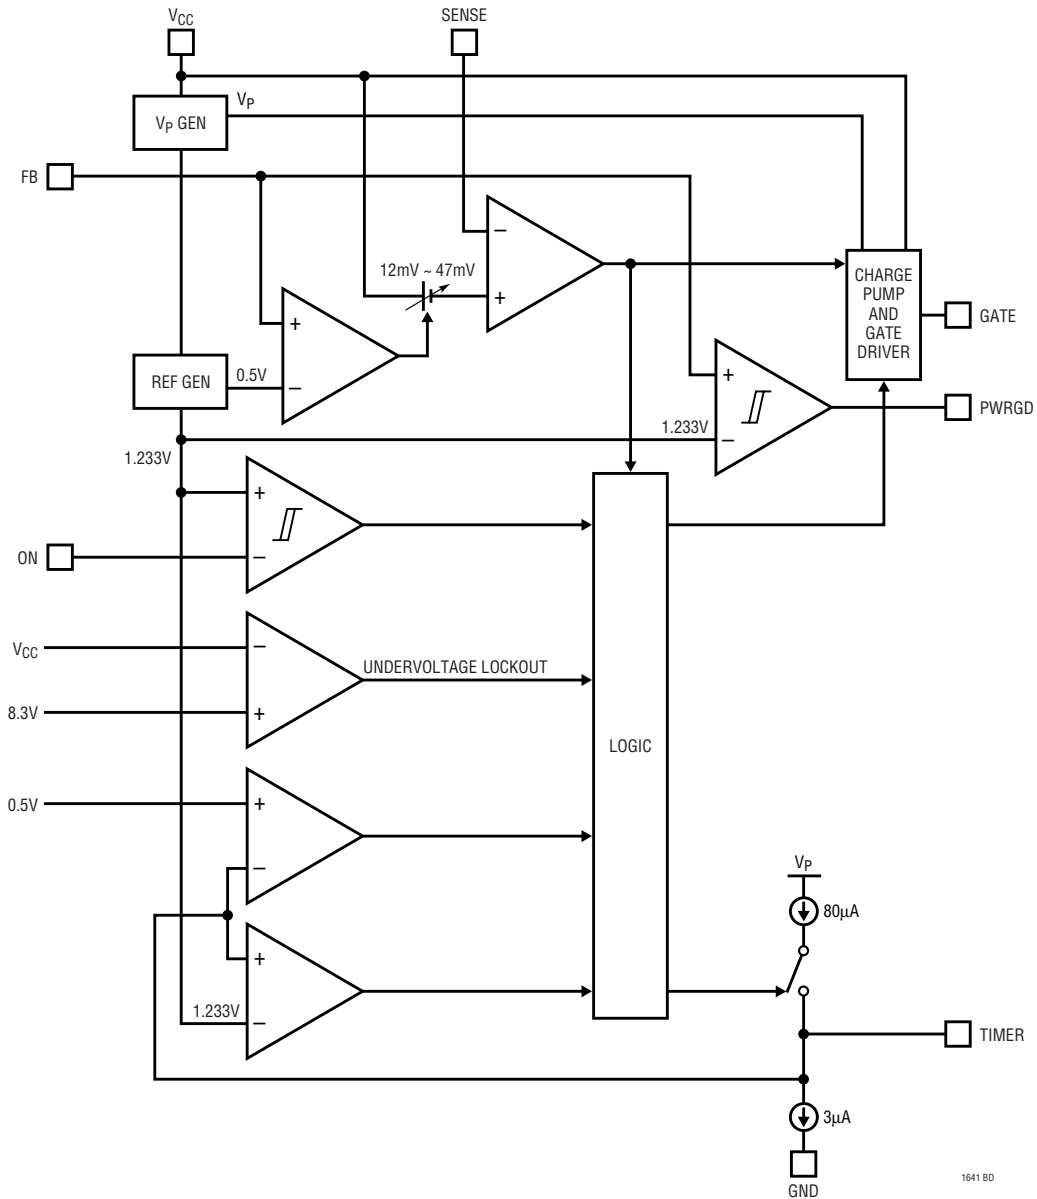 VCC
SENSE
VP
VP GEN
FB
12mV ~ 47mV
−
+
CHARGE
PUMP
AND
GATE
DRIVER
GATE
+
−
REF GEN
0.5V
+
−
PWRGD
1.233V
1.233V
+
−
ON
VCC
−
UNDERVOLTAGE LOCKOUT
8.3V
+
LOGIC
0.5V
+
−
VP
80µA
+
1.233V
−
TIMER
3µA
GND
1641 BD